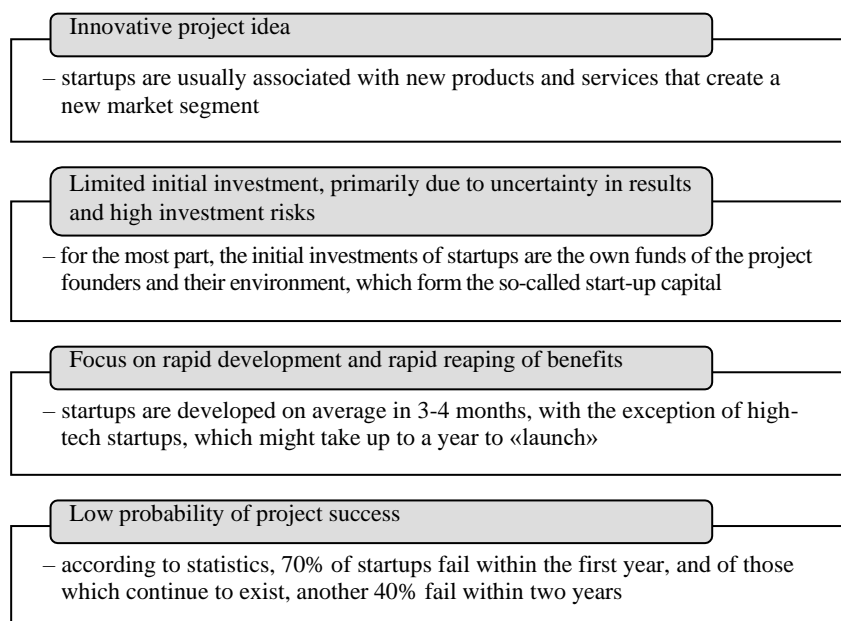 Innovative project idea
– startups are usually associated with new products and services that create a
new market segment
Limited initial investment, primarily due to uncertainty in results
and high investment risks
– for the most part, the initial investments of startups are the own funds of the project
founders and their environment, which form the so-called start-up capital
Focus on rapid development and rapid reaping of benefits
– startups are developed on average in 3-4 months, with the exception of high-
tech startups, which might take up to a year to «launch»
Low probability of project success
– according to statistics, 70% of startups fail within the first year, and of those
which continue to exist, another 40% fail within two years